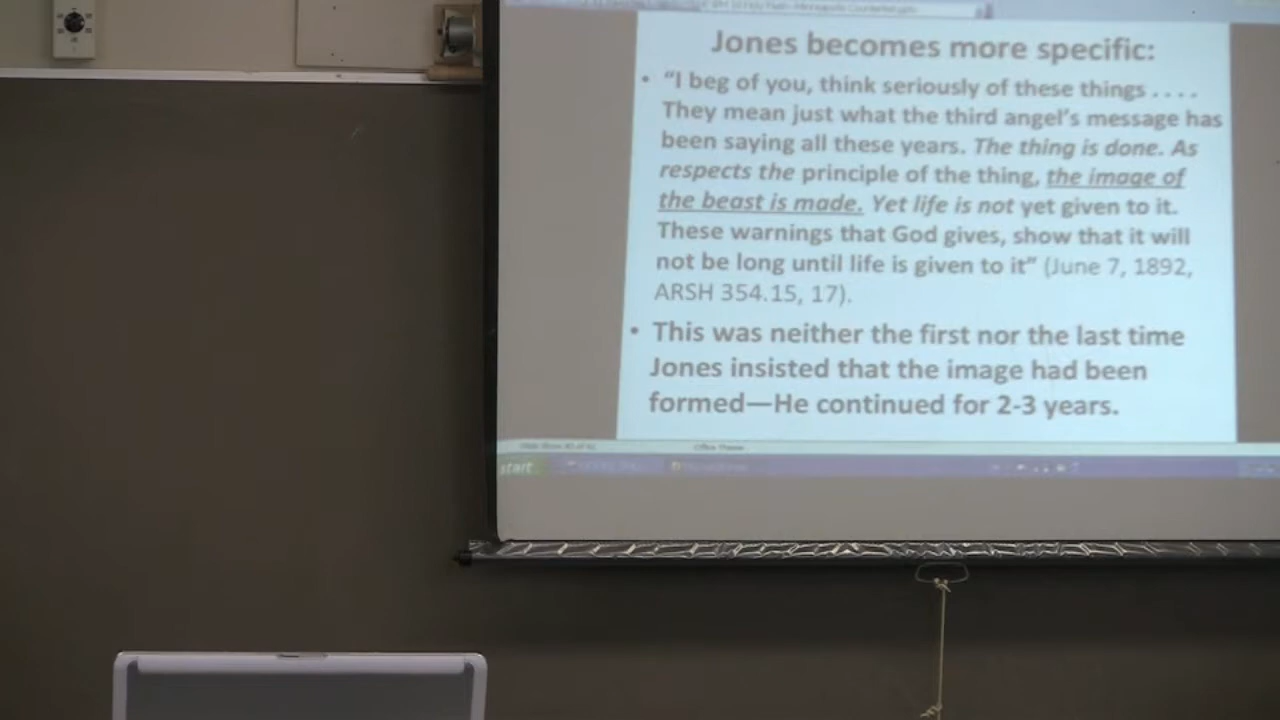 Jones becomes more specific:
• “I beg of you, think seriously of these things . . . .
They mean just what the third angel’s message has
been saying all these years. The thing is done. As
respects the principle of the thing, the image of
the beast is made. Yet life is not yet given to it.
These warnings that God gives, show that it will
not be long until life is given to it” (June 7, 1892,
ARSH 354.15, 17).
• This was neither the first nor the last time
Jones insisted that the image had been
formed—He continued for 2-3 years.
Office Theme
start